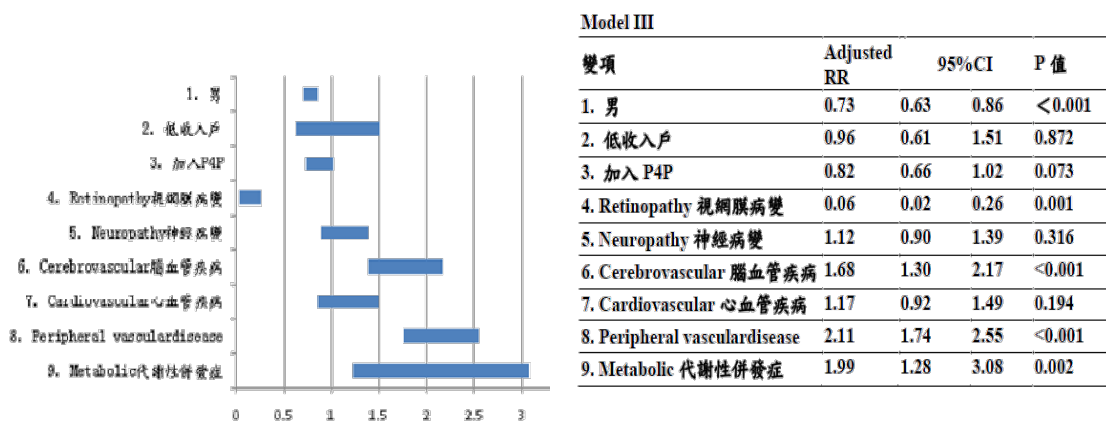 1. 男
2. 低收入戶
3. 加入P4P
4. Retinopathy視網膜病變
5. Neuropathy神經病變
6. Cerebrovascular腦血管疾病
7. Cardiovascular心血管疾病
8. Peripheral vasculardisease
9. Metabolic代謝性併發症
0 0.5 1 1.5 2 2.5 3
Model III
變項 Adjusted RR 95%CI P 值
1. 男 0.73 0.63 0.86 <0.001
2. 低收入戶 0.96 0.61 1.51 0.872
3. 加入 P4P 0.82 0.66 1.02 0.073
4. Retinopathy 視網膜病變 0.06 0.02 0.26 0.001
5. Neuropathy 神經病變 1.12 0.90 1.39 0.316
6. Cerebrovascular 腦血管疾病 1.68 1.30 2.17 <0.001
7. Cardiovascular 心血管疾病 1.17 0.92 1.49 0.194
8. Peripheral vasculardisease 2.11 1.74 2.55 <0.001
9. Metabolic 代謝性併發症 1.99 1.28 3.08 0.002